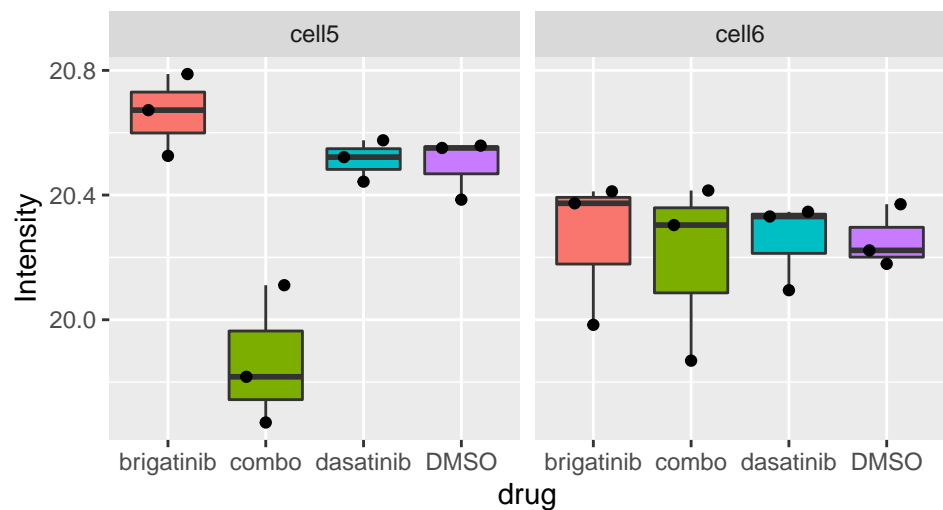 cell5 cell6
20.8
20.4
20.0
Intensity
brigatinib combo dasatinib DMSO brigatinib combo dasatinib DMSO
drug